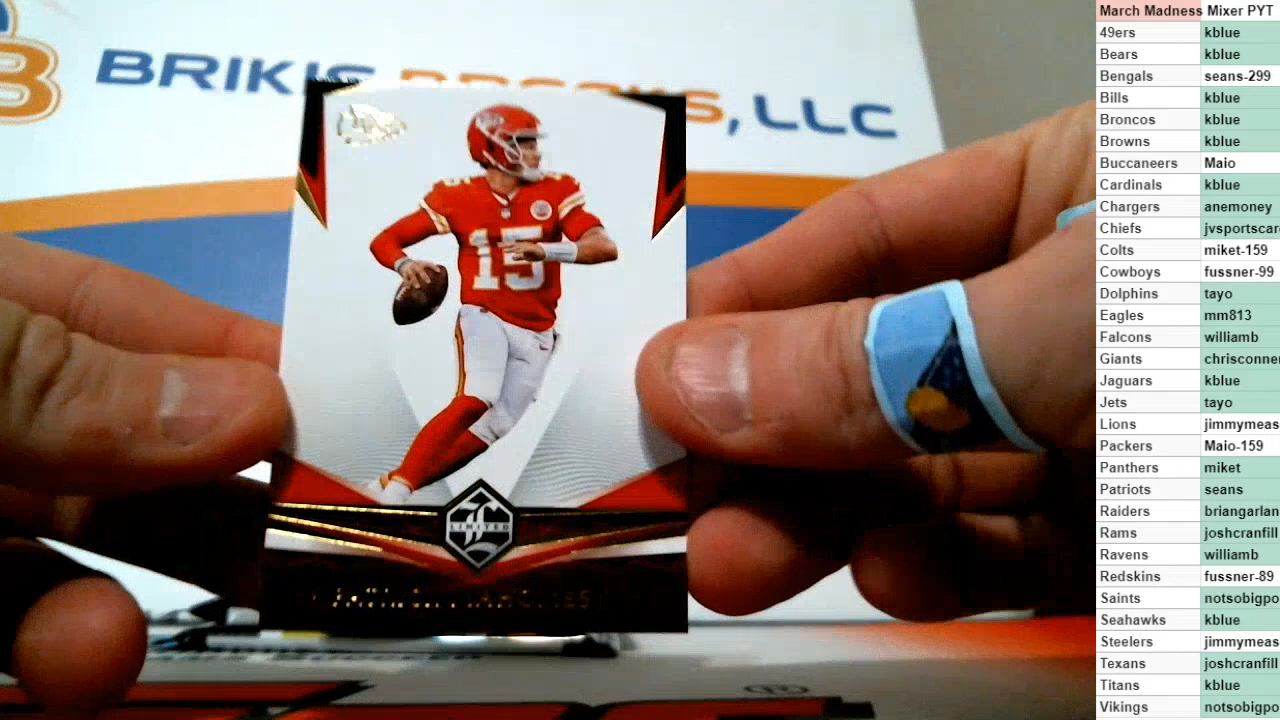 BRIKIS BREAKS, LLC
15
LIMITED
®
March Madness Mixer PYT
49ers kblue
Bears kblue
Bengals seans-299
Bills kblue
Broncos kblue
Browns kblue
Buccaneers Maio
Cardinals kblue
Chargers anemoney
Chiefs jvsportscar
Colts miket-159
Cowboys fussner-99
Dolphins tayo
Eagles mm813
Falcons williamb
Giants chrisconner
Jaguars kblue
Jets tayo
Lions jimmymeas
Packers Maio-159
Panthers miket
Patriots seans
Raiders briangarlan
Rams joshcranfill
Ravens williamb
Redskins fussner-89
Saints notsobigpo
Seahawks kblue
Steelers jimmymeas
Texans joshcranfill
Titans kblue
Vikings notsobigpo